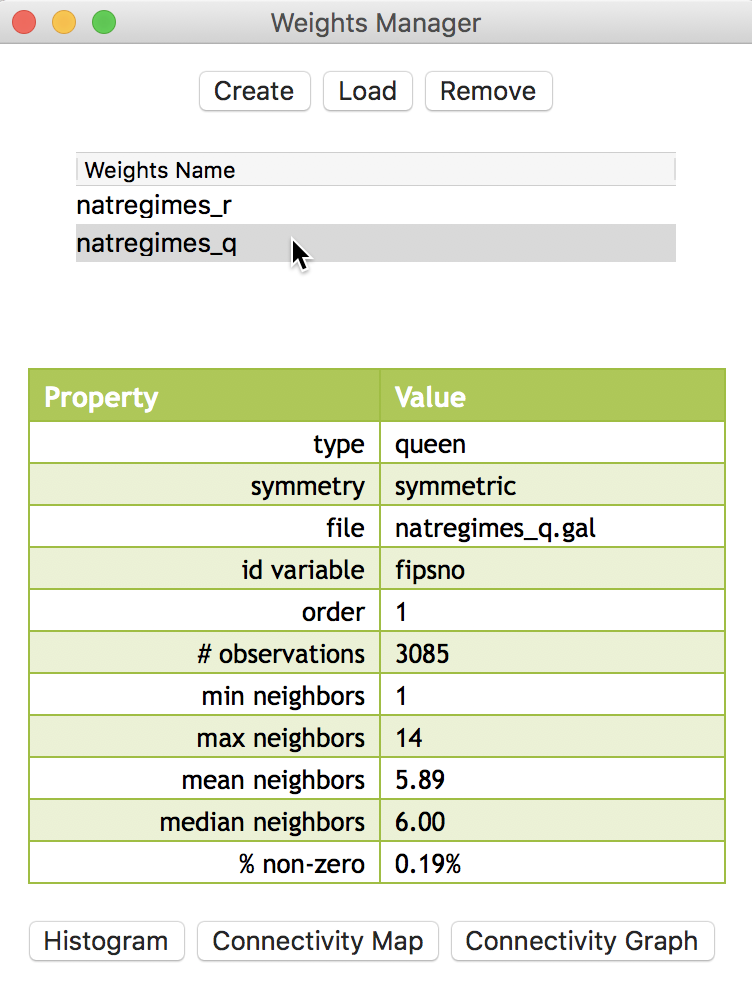 Weights Manager
Create Load Remove
Weights Name
natregimes_r
natregimes_q
Property Value
type queen
symmetry symmetric
file natregimes_q.gal
id variable fipsno
order 1
# observations 3085
min neighbors 1
max neighbors 14
mean neighbors 5.89
median neighbors 6.00
% non-zero 0.19%
Histogram Connectivity Map Connectivity Graph